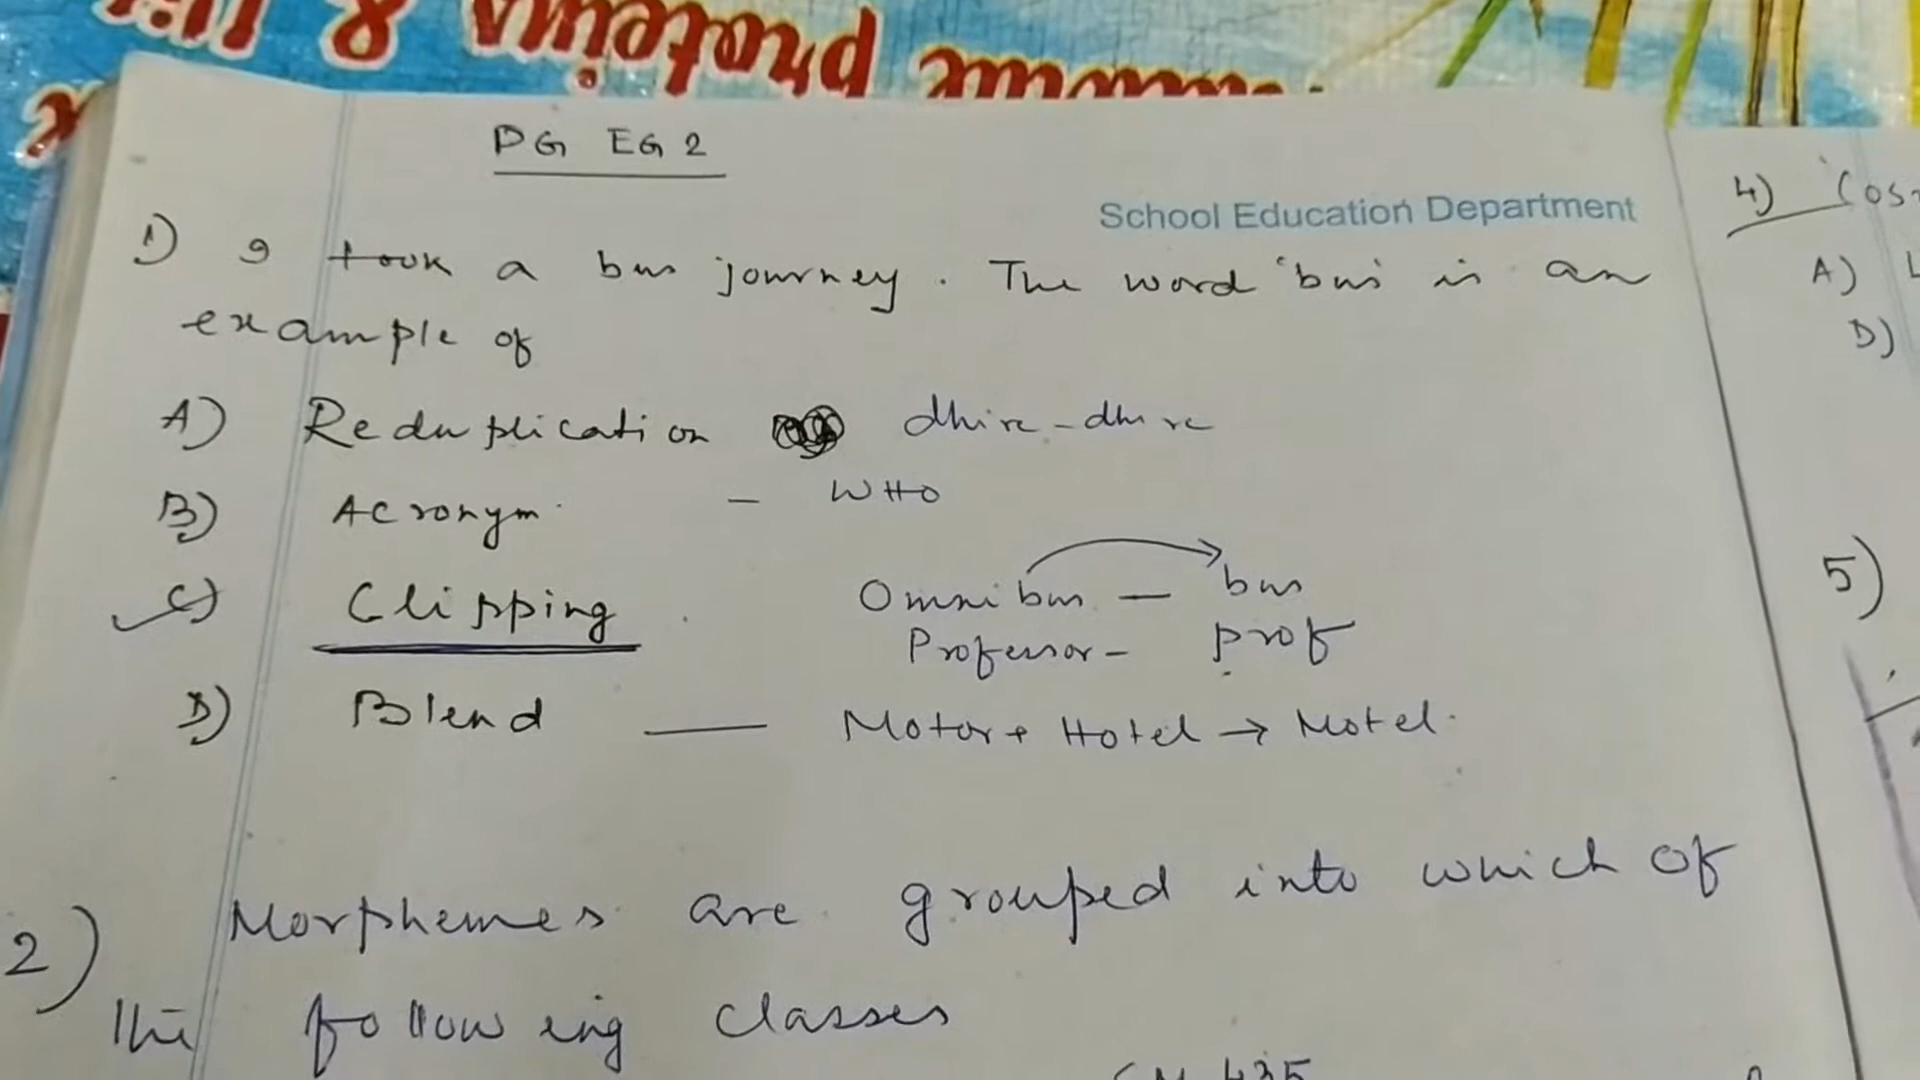 proteins &
PG EG 2
School Education Department
1) I took a bus journey. The word 'bus' is an
example of
A) Reduplication dhire-dhire
B) Acronym - WHO
C) Clipping Omnibus - bus
Professor - prof
D) Blend — Motor + Hotel → Motel.
2) Morphemes are grouped into which of
the following classes
4)
A)
D)
5)